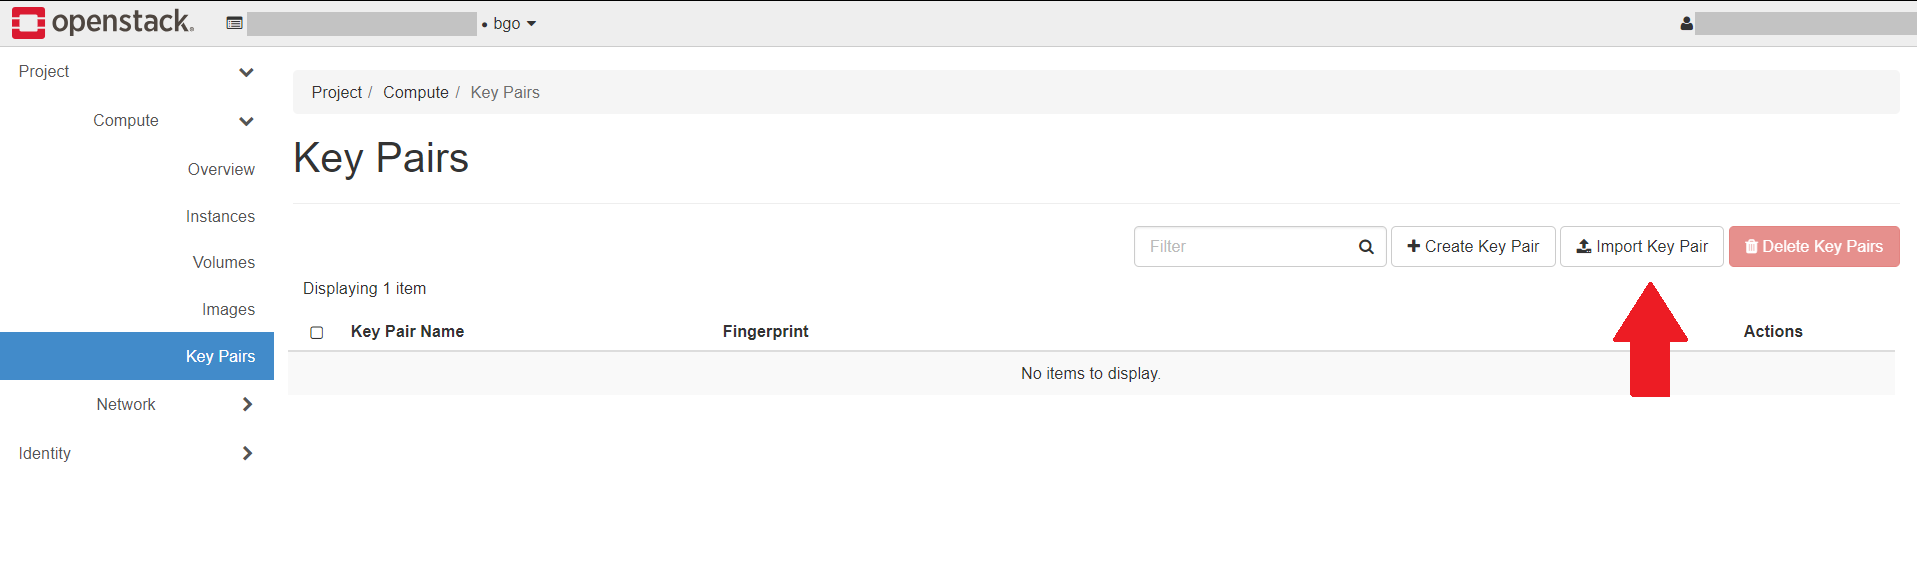 openstack. • bgo
Project
Compute
Overview
Instances
Volumes
Images
Key Pairs
Network
Identity
Project / Compute / Key Pairs
Key Pairs
Filter Create Key Pair Import Key Pair Delete Key Pairs
Displaying 1 item
Key Pair Name Fingerprint Actions
No items to display.